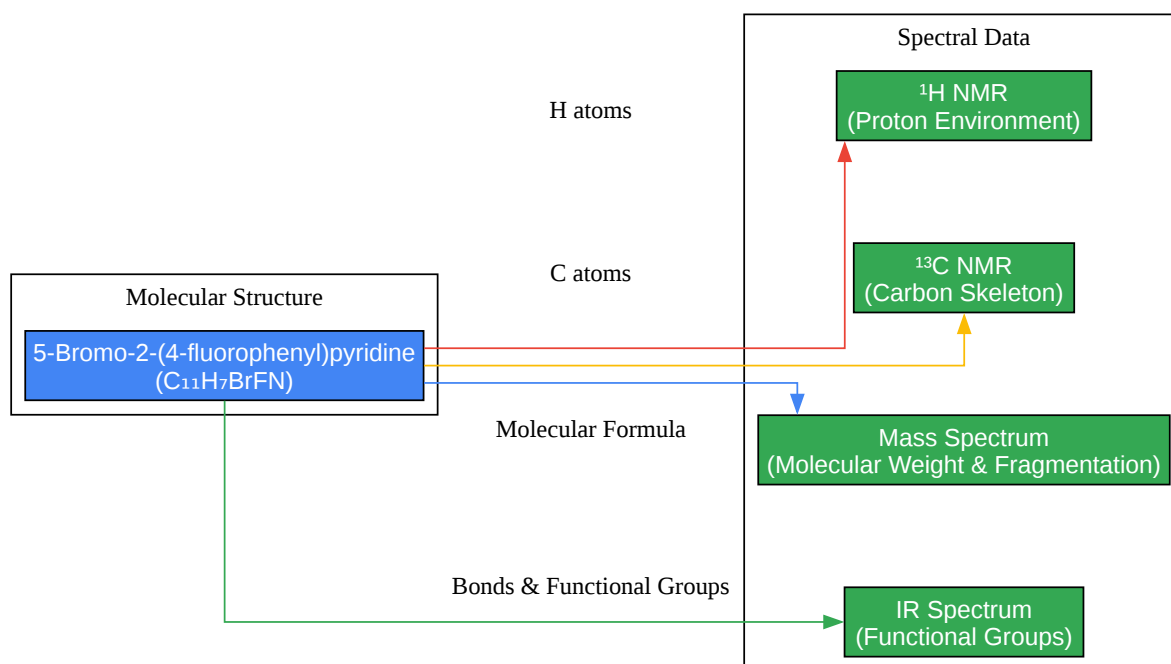 Spectral Data
¹H NMR
(Proton Environment)
H atoms
¹³C NMR
(Carbon Skeleton)
C atoms
Molecular Structure
5-Bromo-2-(4-fluorophenyl)pyridine
(C₁₁H₇BrFN)
Molecular Formula
Mass Spectrum
(Molecular Weight & Fragmentation)
Bonds & Functional Groups
IR Spectrum
(Functional Groups)